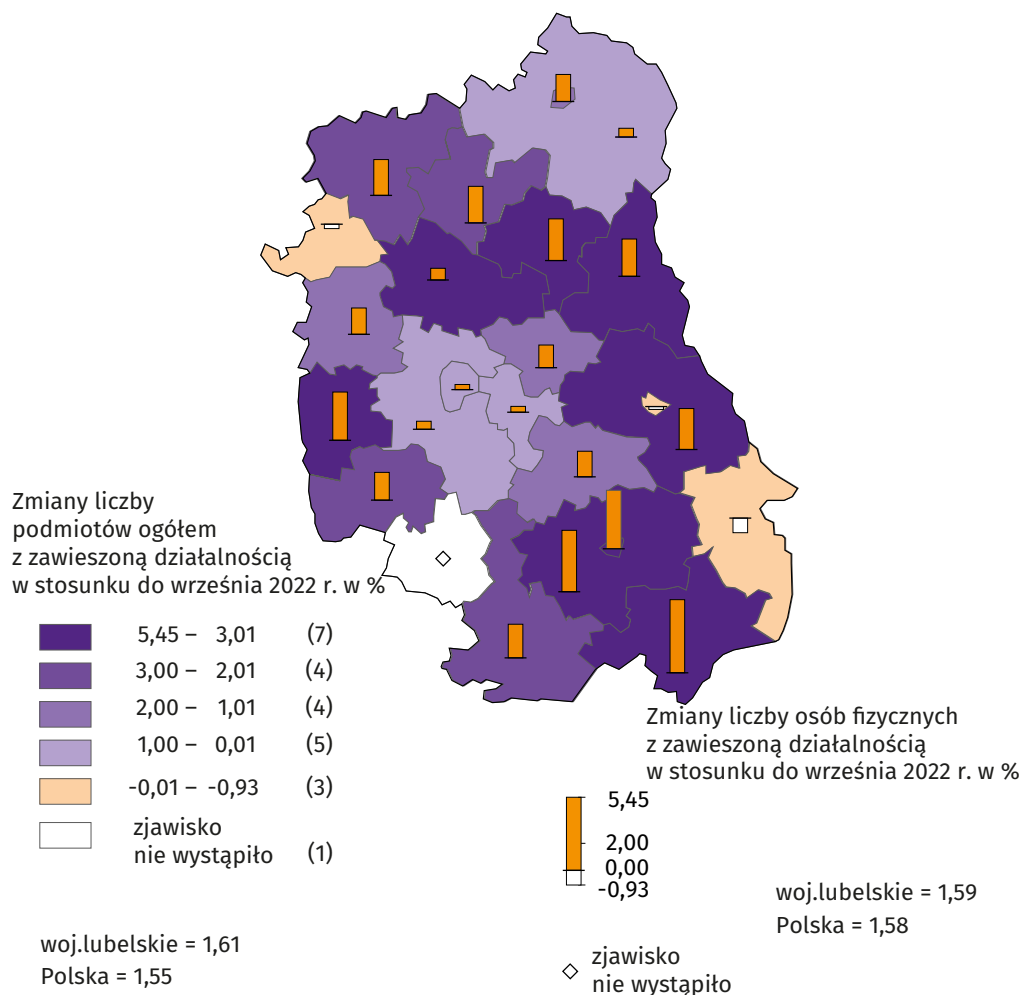 Zmiany liczby
podmiotów ogółem
z zawieszoną działalnością
w stosunku do września 2022 r. w %
5,45 – 3,01 (7)
3,00 – 2,01 (4)
2,00 – 1,01 (4)
1,00 – 0,01 (5)
-0,01 – -0,93 (3)
zjawisko
nie wystąpiło (1)
woj.lubelskie = 1,61
Polska = 1,55
Zmiany liczby osób fizycznych
z zawieszoną działalnością
w stosunku do września 2022 r. w %
5,45
2,00
0,00
-0,93
woj.lubelskie = 1,59
Polska = 1,58
zjawisko
nie wystąpiło